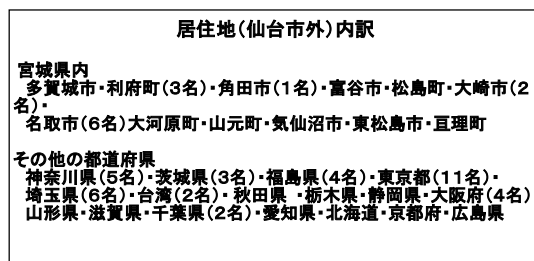 居住地(仙台市外)内訳
宮城県内
多賀城市・利府町(3名)・角田市(1名)・富谷市・松島町・大崎市(2
名)・
名取市(6名)大河原町・山元町・気仙沼市・東松島市・亘理町
その他の都道府県
神奈川県(5名)・茨城県(3名)・福島県(4名)・東京都(11名)・
埼玉県(6名)・台湾(2名)・ 秋田県 ・栃木県・静岡県・大阪府(4名)
山形県・滋賀県・千葉県(2名)・愛知県・北海道・京都府・広島県